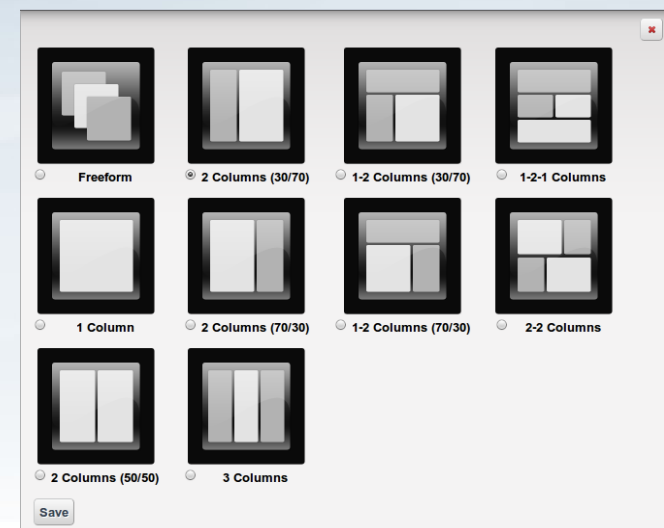 Freeform
2 Columns (30/70)
1-2 Columns (30/70)
1-2-1 Columns
1 Column
2 Columns (70/30)
1-2 Columns (70/30)
2-2 Columns
2 Columns (50/50)
3 Columns
Save